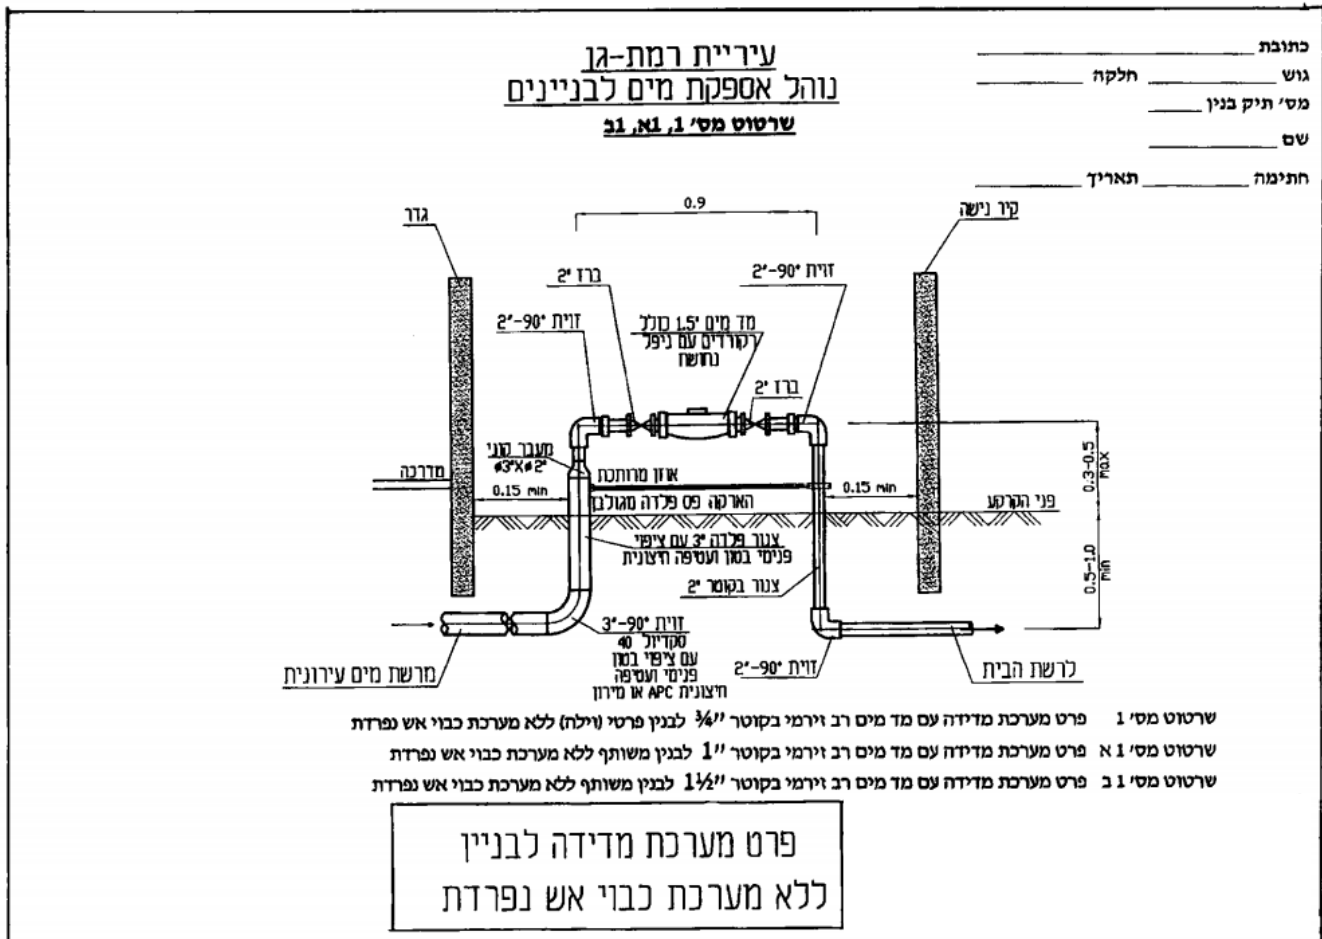 עיריית רמת-גן
נוהל אספקת מים לבניינים
שרטוט מס' 1, 1א, 1ב
כתובת
גוש חלקה
מס' תיק בנין
שם
חתימה תאריך
0.9
גדר
קיר נישה
ברז 2"
זוית 2"-90°
זוית 2"-90°
מד מים 1.5" כולל
רקורדים עם ניפל
נחושת
ברז 2"
מעבר קוני
ø3"Xø2"
מדרכה
אוזן מרותכת
0.15 min
0.15 min
0.3-0.5
max
הארקה פס פלדה מגולבן
פני הקרקע
צנור פלדה 3" עם ציפוי
פנימי בטון ועטיפה חיצונית
צנור בקוטר 2"
0.5-1.0
min
זוית 3"-90°
סקדיול 40
עם ציפוי בטון
פנימי ועטיפה
חיצונית APC או מירון
זוית 2"-90°
מרשת מים עירונית
לרשת הבית
שרטוט מס' 1 פרט מערכת מדידה עם מד מים רב זירמי בקוטר "¾ לבנין פרטי (וילה) ללא מערכת כבוי אש נפרדת
שרטוט מס' 1 א פרט מערכת מדידה עם מד מים רב זירמי בקוטר "1 לבנין משותף ללא מערכת כבוי אש נפרדת
שרטוט מס' 1 ב פרט מערכת מדידה עם מד מים רב זירמי בקוטר "1½ לבנין משותף ללא מערכת כבוי אש נפרדת
פרט מערכת מדידה לבניין
ללא מערכת כבוי אש נפרדת